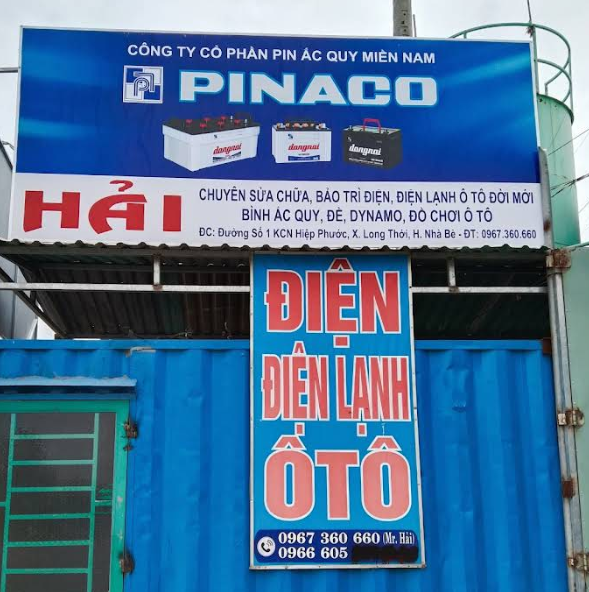 CÔNG TY CỔ PHẦN PIN ẮC QUY MIỀN NAM
PINACO
dongnai dongnai dongnai
HẢI
CHUYÊN SỬA CHỮA, BẢO TRÌ ĐIỆN, ĐIỆN LẠNH Ô TÔ ĐỜI MỚI
BÌNH ẮC QUY, ĐÈ, DYNAMO, ĐỒ CHƠI Ô TÔ
ĐC: Đường Số 1 KCN Hiệp Phước, X. Long Thới, H. Nhà Bè - ĐT: 0967.360.660
ĐIỆN
ĐIỆN LẠNH
ÔTÔ
0967 360 660 (Mr. Hải)
0966 605